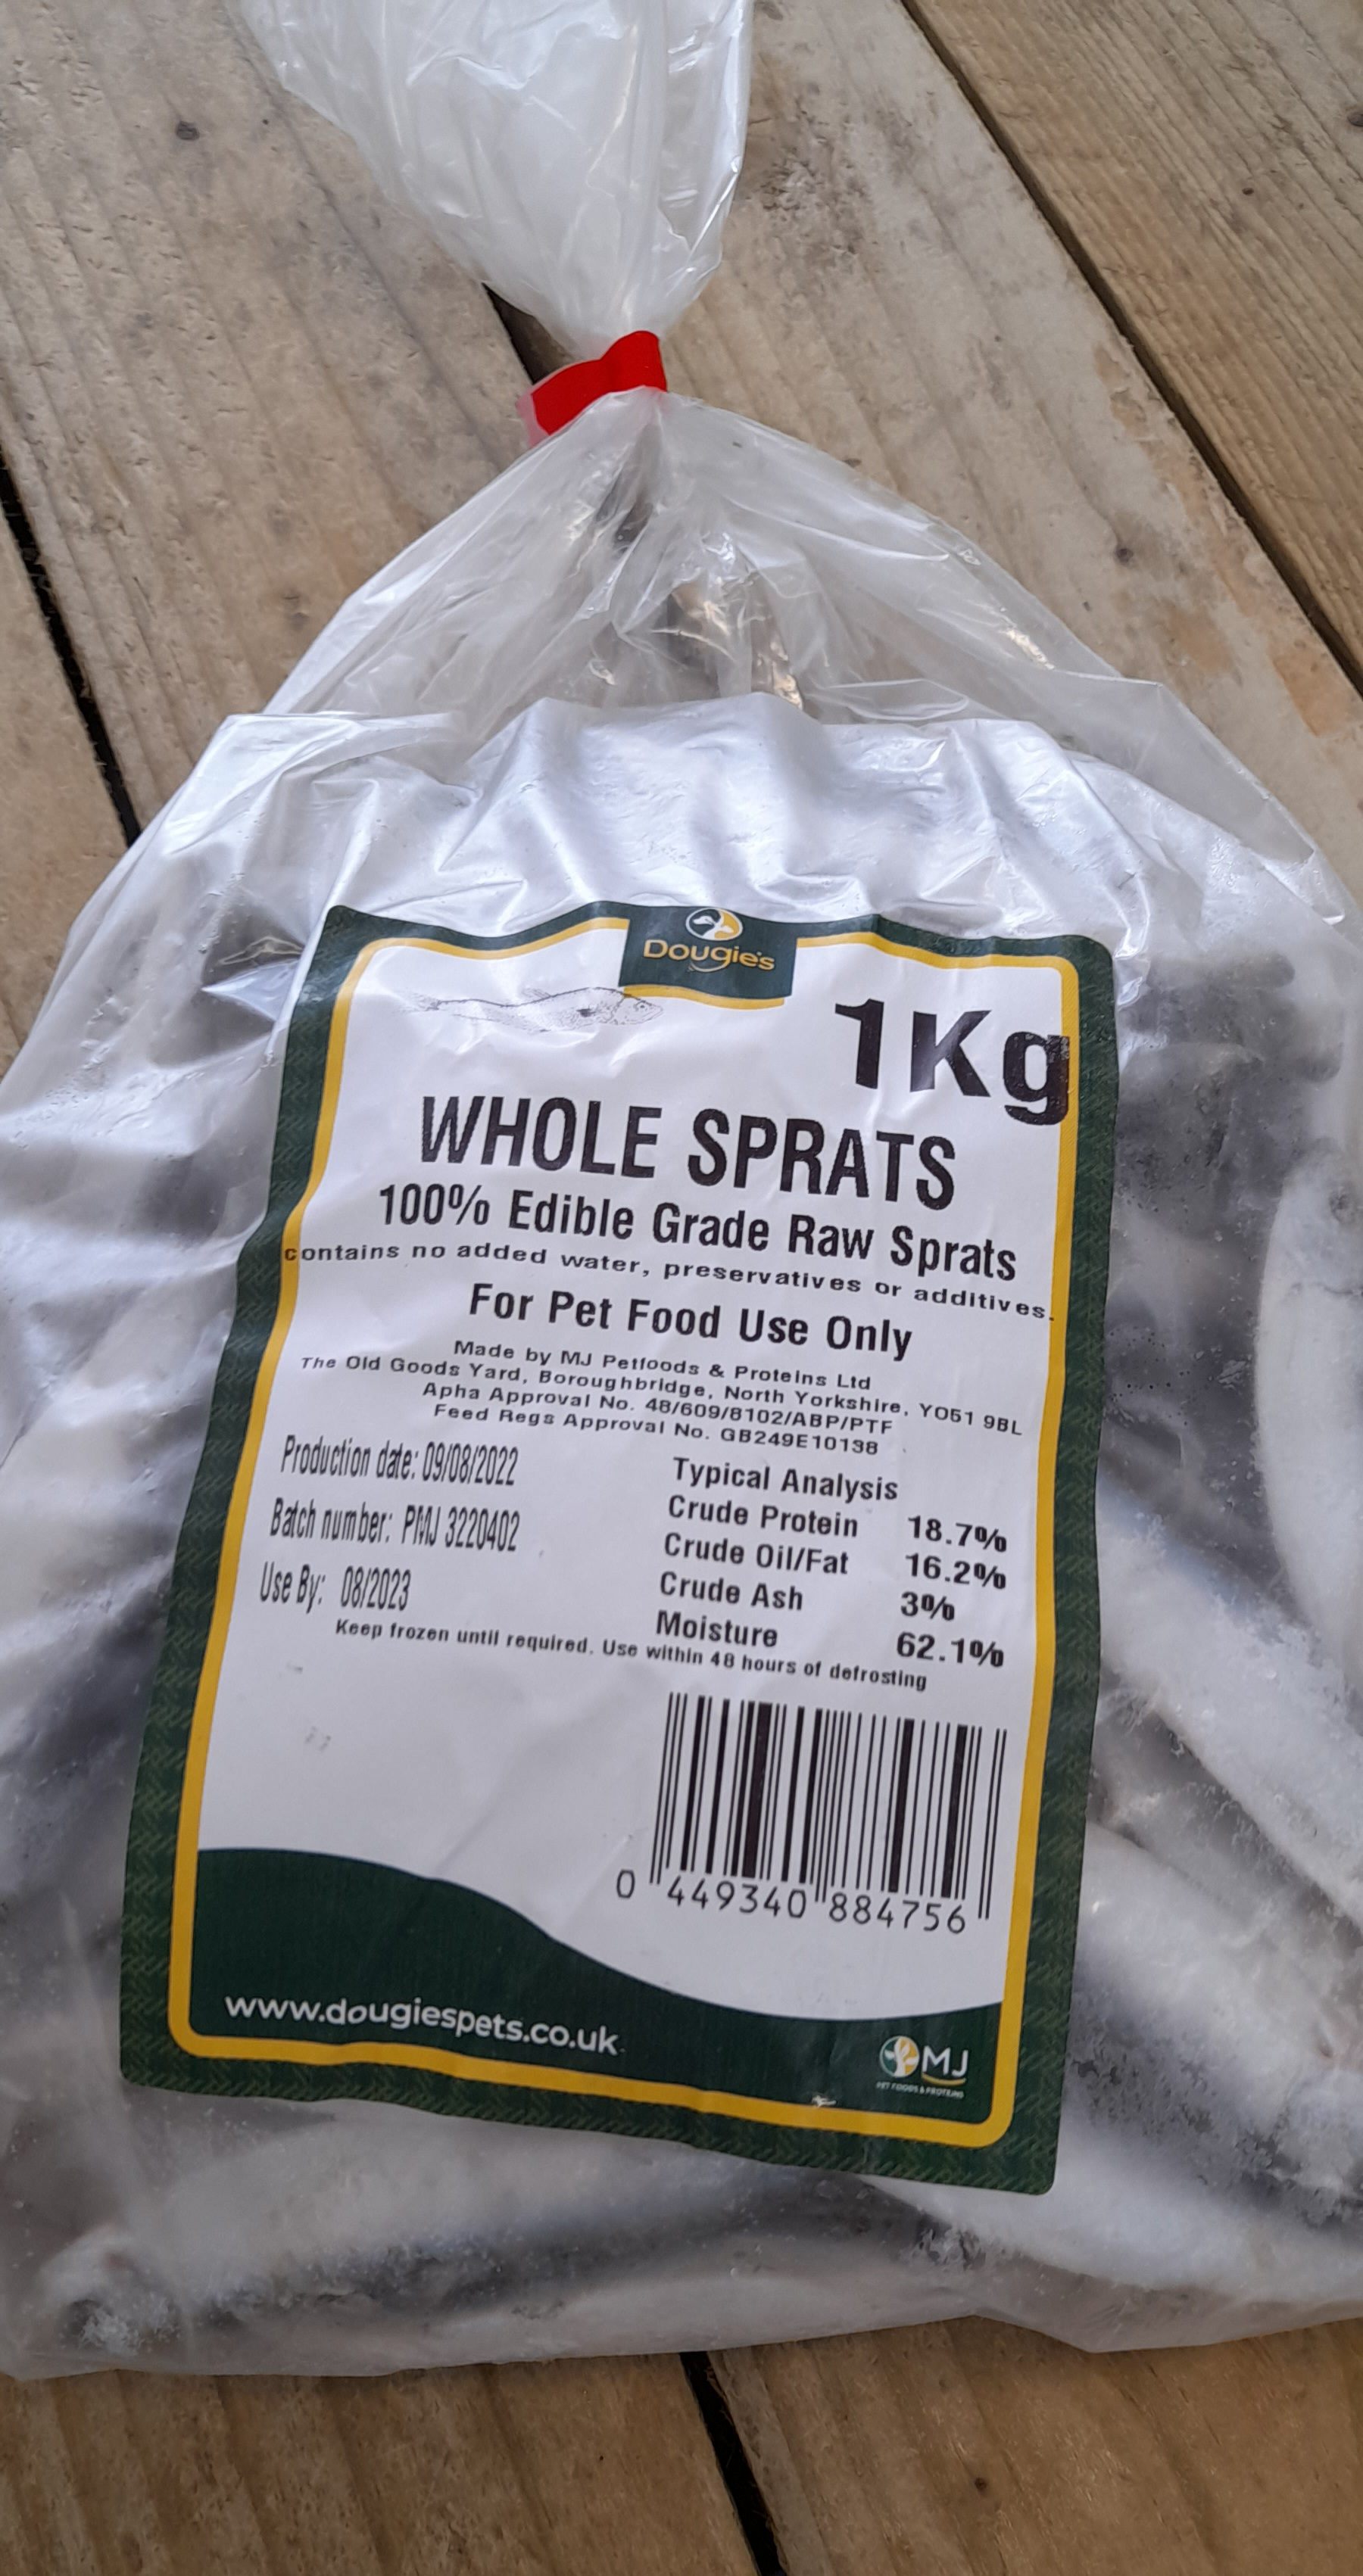 Dougie's
1Kg
WHOLE SPRATS
100% Edible Grade Raw Sprats
contains no added water, preservatives or additives.
For Pet Food Use Only
Made by MJ Petfoods & Proteins Ltd
The Old Goods Yard, Boroughbridge, North Yorkshire, YO51 9BL
Apha Approval No. 48/609/8102/ABP/PTF
Feed Regs Approval No. GB249E10138
Production date: 09/08/2022
Batch number: PMJ 3220402
Use By: 08/2023
Typical Analysis
Crude Protein 18.7%
Crude Oil/Fat 16.2%
Crude Ash 3%
Moisture 62.1%
Keep frozen until required. Use within 48 hours of defrosting
0 449340 884756
www.dougiespets.co.uk
MJ
PET FOODS & PROTEINS